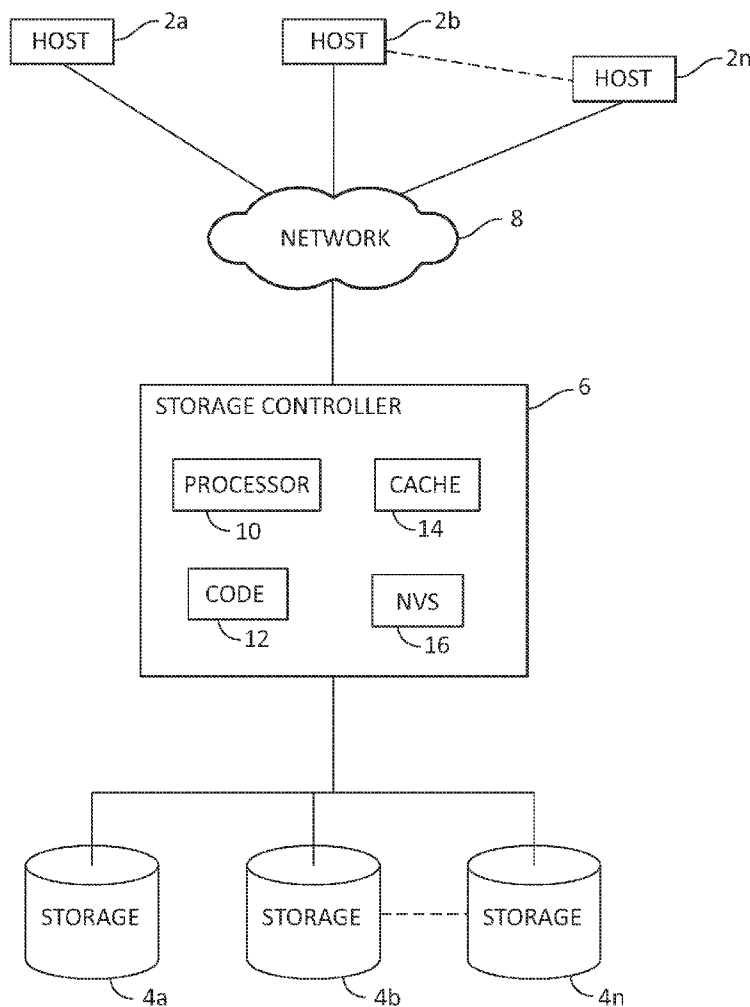 HOST 2a
HOST 2b
HOST 2n
NETWORK 8
STORAGE CONTROLLER 6
PROCESSOR CACHE
10 14
CODE NVS
12 16
STORAGE STORAGE STORAGE
4a 4b 4n